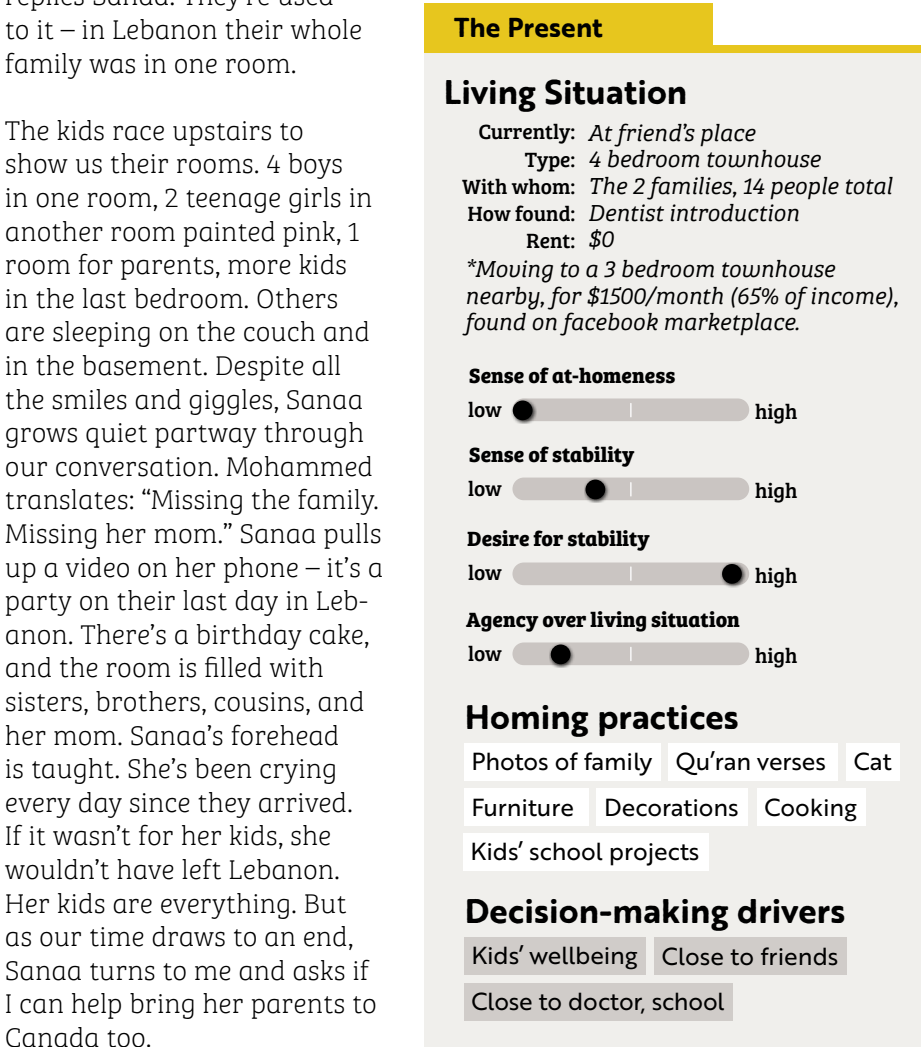 replies Sanaa. They're used
to it – in Lebanon their whole
family was in one room.
The kids race upstairs to
show us their rooms. 4 boys
in one room, 2 teenage girls in
another room painted pink, 1
room for parents, more kids
in the last bedroom. Others
are sleeping on the couch and
in the basement. Despite all
the smiles and giggles, Sanaa
grows quiet partway through
our conversation. Mohammed
translates: “Missing the family.
Missing her mom.” Sanaa pulls
up a video on her phone – it's a
party on their last day in Leb-
anon. There's a birthday cake,
and the room is filled with
sisters, brothers, cousins, and
her mom. Sanaa's forehead
is taught. She's been crying
every day since they arrived.
If it wasn't for her kids, she
wouldn't have left Lebanon.
Her kids are everything. But
as our time draws to an end,
Sanaa turns to me and asks if
I can help bring her parents to
Canada too.
The Present
Living Situation
Currently: At friend's place
Type: 4 bedroom townhouse
With whom: The 2 families, 14 people total
How found: Dentist introduction
Rent: $0
*Moving to a 3 bedroom townhouse
nearby, for $1500/month (65% of income),
found on facebook marketplace.
Sense of at-homeness
low high
Sense of stability
low high
Desire for stability
low high
Agency over living situation
low high
Homing practices
Photos of family Qu'ran verses Cat
Furniture Decorations Cooking
Kids' school projects
Decision-making drivers
Kids' wellbeing Close to friends
Close to doctor, school